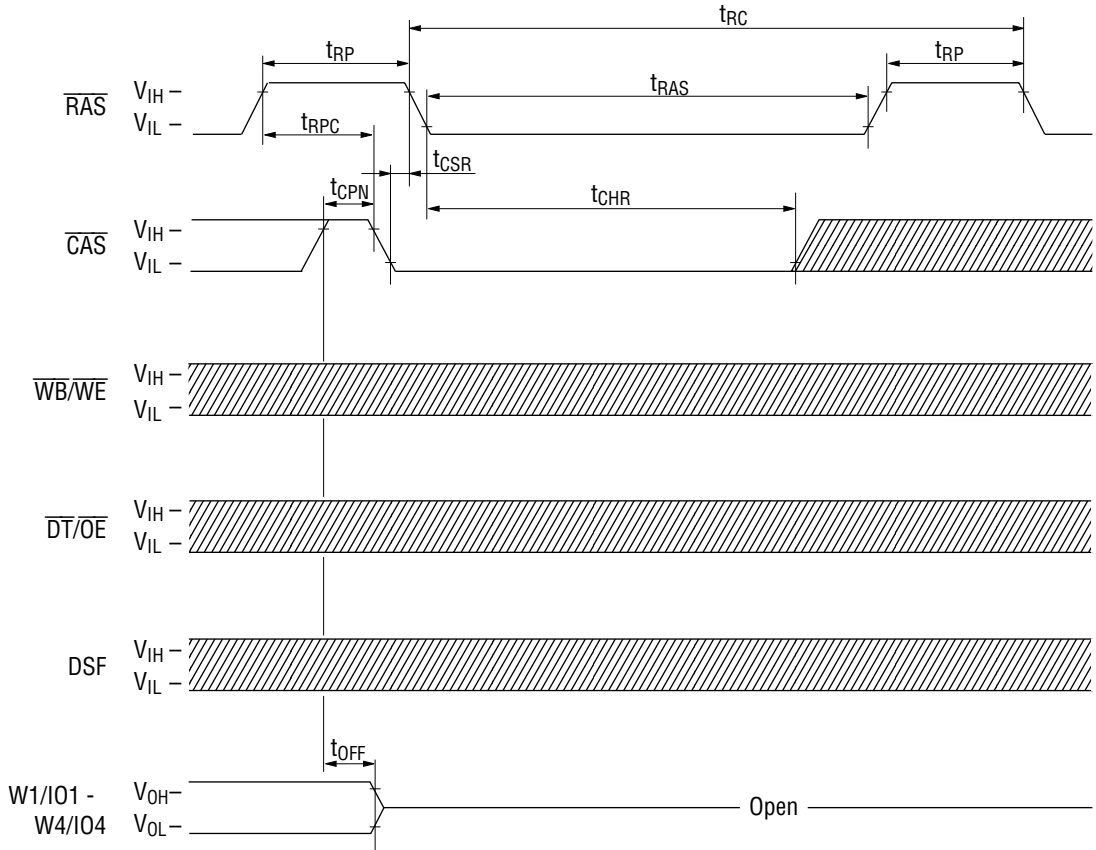 tRC
tRP
tRP
RAS
VIH –
VIL –
tRAS
tRPC
tCSR
tCPN
tCHR
CAS
VIH –
VIL –
WB/WE
VIH –
VIL –
DT/OE
VIH –
VIL –
DSF
VIH –
VIL –
tOFF
W1/IO1 -
W4/IO4
VOH–
VOL–
Open